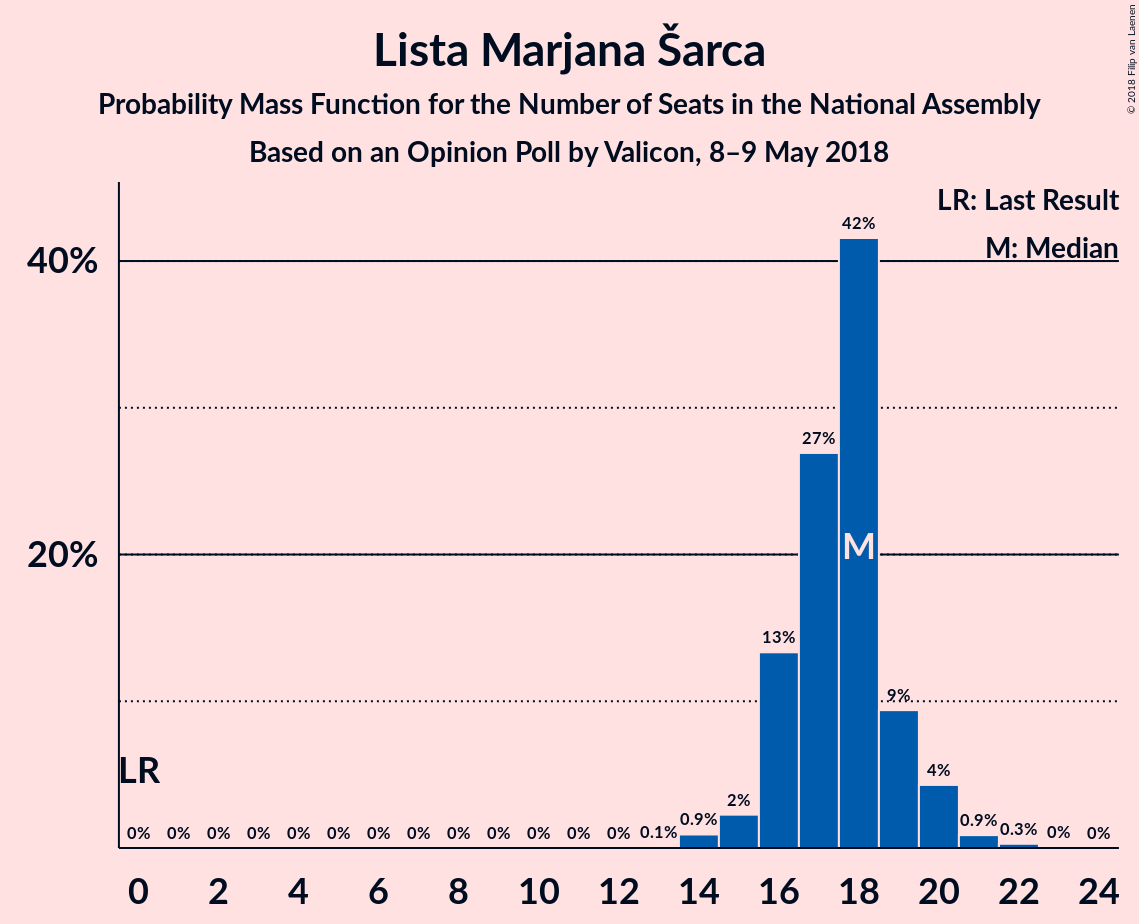 Lista Marjana Šarca
Probability Mass Function for the Number of Seats in the National Assembly
Based on an Opinion Poll by Valicon, 8–9 May 2018
© 2018 Filip van Laenen
LR: Last Result
M: Median
40%
20%
42%
27%
M
13%
9%
LR
4%
2%
0% 0% 0% 0% 0% 0% 0% 0% 0% 0% 0% 0% 0% 0.1% 0.9% 0.9% 0.3% 0% 0%
0 2 4 6 8 10 12 14 16 18 20 22 24